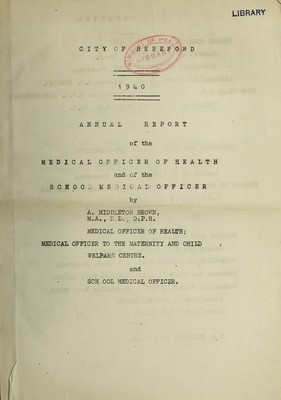 LIBRARY
CITY OF HEREFORD
LIBRARY
1940
ANNUAL REPORT
of the
MEDICAL OFFICER OF HEALTH
and of the
SCHOOL MEDICAL OFFICER
by
A. MIDDLETON BROWN,
M.A., M.D., D.P.H.
MEDICAL OFFICER OF HEALTH;
MEDICAL OFFICER TO THE MATERNITY AND CHILD
WELFARE CENTRE.
and
SCHOOL MEDICAL OFFICER.